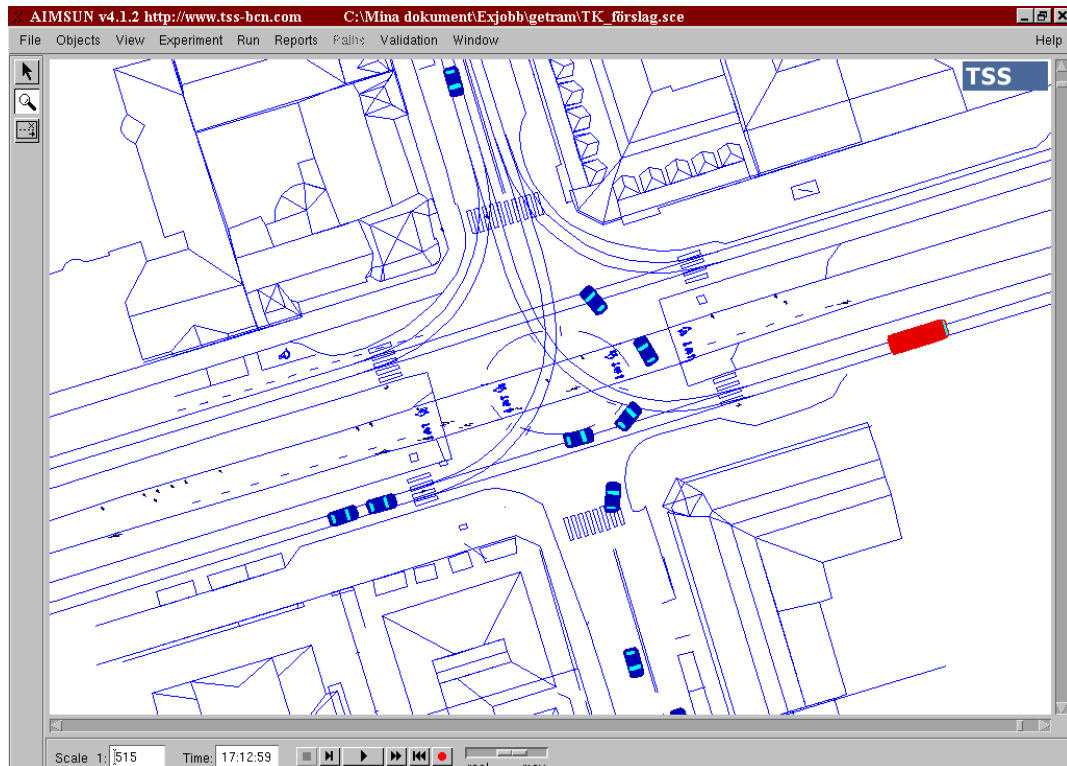 AIMSUN v4.1.2 http://www.tss-bcn.com C:\Mina dokument\Exjobb\getram\TK_förslag.sce
File Objects View Experiment Run Reports Paths Validation Window Help
TSS
Scale 1: 515 Time: 17:12:59